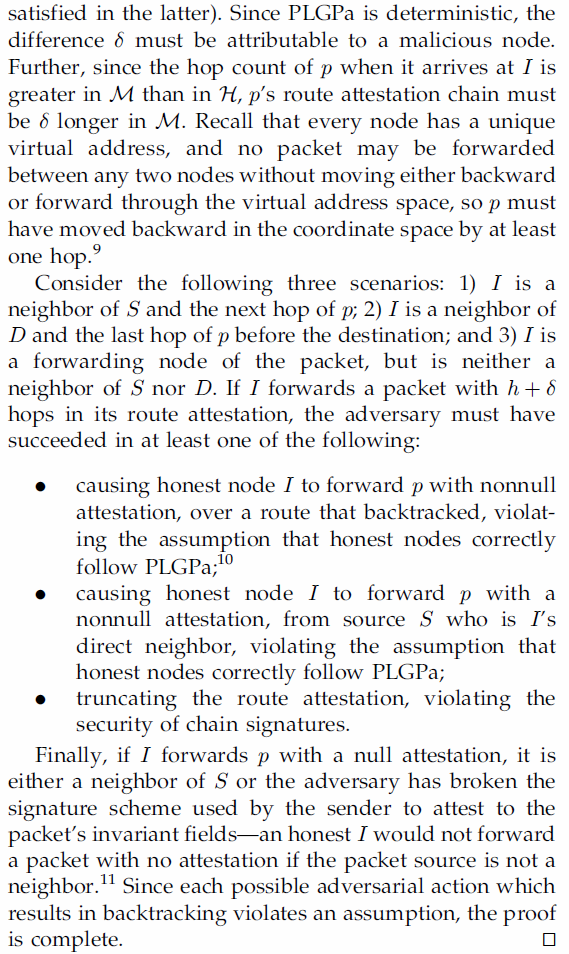 satisfied in the latter). Since PLGPa is deterministic, the
difference δ must be attributable to a malicious node.
Further, since the hop count of p when it arrives at I is
greater in ℳ than in ℋ, p's route attestation chain must
be δ longer in ℳ. Recall that every node has a unique
virtual address, and no packet may be forwarded
between any two nodes without moving either backward
or forward through the virtual address space, so p must
have moved backward in the coordinate space by at least
one hop.⁹
Consider the following three scenarios: 1) I is a
neighbor of S and the next hop of p; 2) I is a neighbor of
D and the last hop of p before the destination; and 3) I is
a forwarding node of the packet, but is neither a
neighbor of S nor D. If I forwards a packet with h + δ
hops in its route attestation, the adversary must have
succeeded in at least one of the following:
• causing honest node I to forward p with nonnull
attestation, over a route that backtracked, violat-
ing the assumption that honest nodes correctly
follow PLGPa;¹⁰
• causing honest node I to forward p with a
nonnull attestation, from source S who is I's
direct neighbor, violating the assumption that
honest nodes correctly follow PLGPa;
• truncating the route attestation, violating the
security of chain signatures.
Finally, if I forwards p with a null attestation, it is
either a neighbor of S or the adversary has broken the
signature scheme used by the sender to attest to the
packet's invariant fields—an honest I would not forward
a packet with no attestation if the packet source is not a
neighbor.¹¹ Since each possible adversarial action which
results in backtracking violates an assumption, the proof
is complete. □